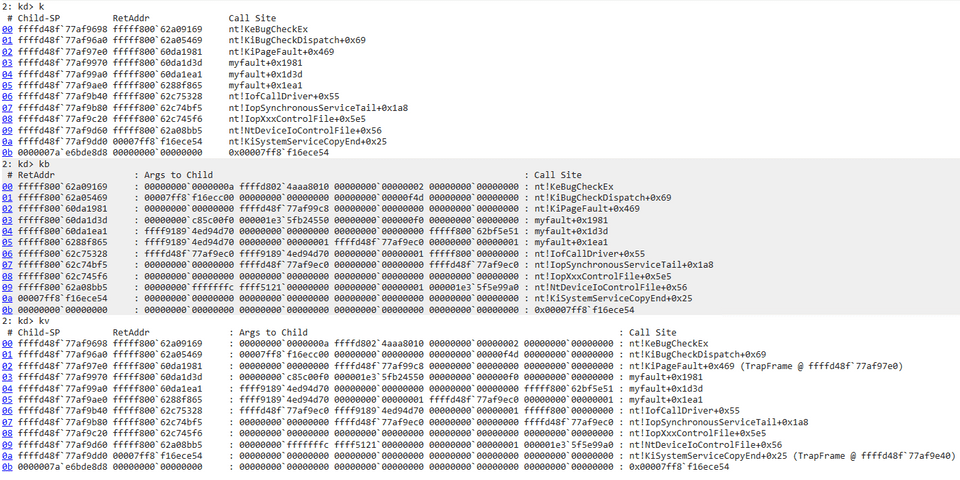 2: kd> k
# Child-SP RetAddr Call Site
00 ffffd48f`77af9698 fffff800`62a09169 nt!KeBugCheckEx
01 ffffd48f`77af96a0 fffff800`62a05469 nt!KiBugCheckDispatch+0x69
02 ffffd48f`77af97e0 fffff800`60da1981 nt!KiPageFault+0x469
03 ffffd48f`77af9970 fffff800`60da1d3d myfault+0x1981
04 ffffd48f`77af99a0 fffff800`60da1ea1 myfault+0x1d3d
05 ffffd48f`77af9ae0 fffff800`6288f865 myfault+0x1ea1
06 ffffd48f`77af9b40 fffff800`62c75328 nt!IofCallDriver+0x55
07 ffffd48f`77af9b80 fffff800`62c74bf5 nt!IopSynchronousServiceTail+0x1a8
08 ffffd48f`77af9c20 fffff800`62c745f6 nt!IopXxxControlFile+0x5e5
09 ffffd48f`77af9d60 fffff800`62a08bb5 nt!NtDeviceIoControlFile+0x56
0a ffffd48f`77af9dd0 00007ff8`f16ece54 nt!KiSystemServiceCopyEnd+0x25
0b 0000007a`e6bde8d8 00000000`00000000 0x00007ff8`f16ece54
2: kd> kb
# RetAddr : Args to Child : Call Site
00 fffff800`62a09169 : 00000000`0000000a ffffd802`4aaa8010 00000000`00000002 00000000`00000000 : nt!KeBugCheckEx
01 fffff800`62a05469 : 00007ff8`f16ecc00 00000000`00000000 00000000`00000f4d 00000000`00000000 : nt!KiBugCheckDispatch+0x69
02 fffff800`60da1981 : 00000000`00000000 ffffd48f`77af99c8 00000000`00000000 00000000`00000000 : nt!KiPageFault+0x469
03 fffff800`60da1d3d : 00000000`c85c00f0 000001e3`5fb24550 00000000`000000f0 00000000`00000000 : myfault+0x1981
04 fffff800`60da1ea1 : ffff9189`4ed94d70 00000000`00000000 00000000`00000000 fffff800`62bf5e51 : myfault+0x1d3d
05 fffff800`6288f865 : ffff9189`4ed94d70 00000000`00000001 ffffd48f`77af9ec0 00000000`00000001 : myfault+0x1ea1
06 fffff800`62c75328 : ffffd48f`77af9ec0 ffff9189`4ed94d70 00000000`00000001 fffff800`00000000 : nt!IofCallDriver+0x55
07 fffff800`62c74bf5 : 00000000`00000000 ffffd48f`77af9ec0 00000000`00000000 ffffd48f`77af9ec0 : nt!IopSynchronousServiceTail+0x1a8
08 fffff800`62c745f6 : 00000000`00000000 00000000`00000000 00000000`00000000 00000000`00000000 : nt!IopXxxControlFile+0x5e5
09 fffff800`62a08bb5 : 00000000`fffffffc ffff5121`00000000 00000000`00000001 000001e3`5f5e99a0 : nt!NtDeviceIoControlFile+0x56
0a 00007ff8`f16ece54 : 00000000`00000000 00000000`00000000 00000000`00000000 00000000`00000000 : nt!KiSystemServiceCopyEnd+0x25
0b 00000000`00000000 : 00000000`00000000 00000000`00000000 00000000`00000000 00000000`00000000 : 0x00007ff8`f16ece54
2: kd> kv
# Child-SP RetAddr : Args to Child : Call Site
00 ffffd48f`77af9698 fffff800`62a09169 : 00000000`0000000a ffffd802`4aaa8010 00000000`00000002 00000000`00000000 : nt!KeBugCheckEx
01 ffffd48f`77af96a0 fffff800`62a05469 : 00007ff8`f16ecc00 00000000`00000000 00000000`00000f4d 00000000`00000000 : nt!KiBugCheckDispatch+0x69
02 ffffd48f`77af97e0 fffff800`60da1981 : 00000000`00000000 ffffd48f`77af99c8 00000000`00000000 00000000`00000000 : nt!KiPageFault+0x469 (TrapFrame @ ffffd48f`77af97e0)
03 ffffd48f`77af9970 fffff800`60da1d3d : 00000000`c85c00f0 000001e3`5fb24550 00000000`000000f0 00000000`00000000 : myfault+0x1981
04 ffffd48f`77af99a0 fffff800`60da1ea1 : ffff9189`4ed94d70 00000000`00000000 00000000`00000000 fffff800`62bf5e51 : myfault+0x1d3d
05 ffffd48f`77af9ae0 fffff800`6288f865 : ffff9189`4ed94d70 00000000`00000001 ffffd48f`77af9ec0 00000000`00000001 : myfault+0x1ea1
06 ffffd48f`77af9b40 fffff800`62c75328 : ffffd48f`77af9ec0 ffff9189`4ed94d70 00000000`00000001 fffff800`00000000 : nt!IofCallDriver+0x55
07 ffffd48f`77af9b80 fffff800`62c74bf5 : 00000000`00000000 ffffd48f`77af9ec0 00000000`00000000 ffffd48f`77af9ec0 : nt!IopSynchronousServiceTail+0x1a8
08 ffffd48f`77af9c20 fffff800`62c745f6 : 00000000`00000000 00000000`00000000 00000000`00000000 00000000`00000000 : nt!IopXxxControlFile+0x5e5
09 ffffd48f`77af9d60 fffff800`62a08bb5 : 00000000`fffffffc ffff5121`00000000 00000000`00000001 000001e3`5f5e99a0 : nt!NtDeviceIoControlFile+0x56
0a ffffd48f`77af9dd0 00007ff8`f16ece54 : 00000000`00000000 00000000`00000000 00000000`00000000 00000000`00000000 : nt!KiSystemServiceCopyEnd+0x25 (TrapFrame @ ffffd48f`77af9e40)
0b 0000007a`e6bde8d8 00000000`00000000 : 00000000`00000000 00000000`00000000 00000000`00000000 00000000`00000000 : 0x00007ff8`f16ece54